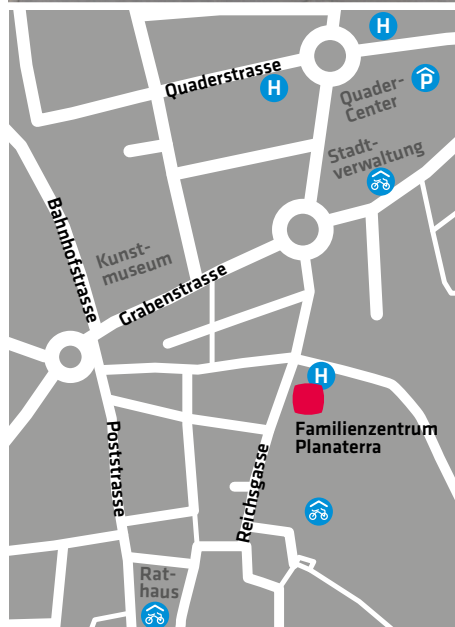 H
Quaderstrasse
H
Quader-
Center
P
Stadt-
verwaltung
Bahnhofstrasse
Kunst-
museum
Grabenstrasse
H
Familienzentrum
Planaterra
Poststrasse
Reichsgasse
Rat-
haus